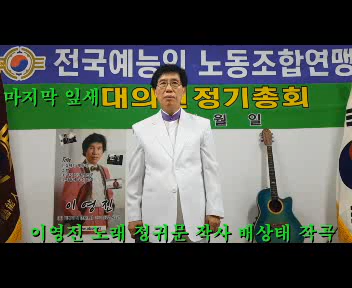 전국예능인 노동조합연맹
마지막 잎새
대의원 정기총회
월 일
이영진
이영진 노래 정귀문 작사 배상태 작곡